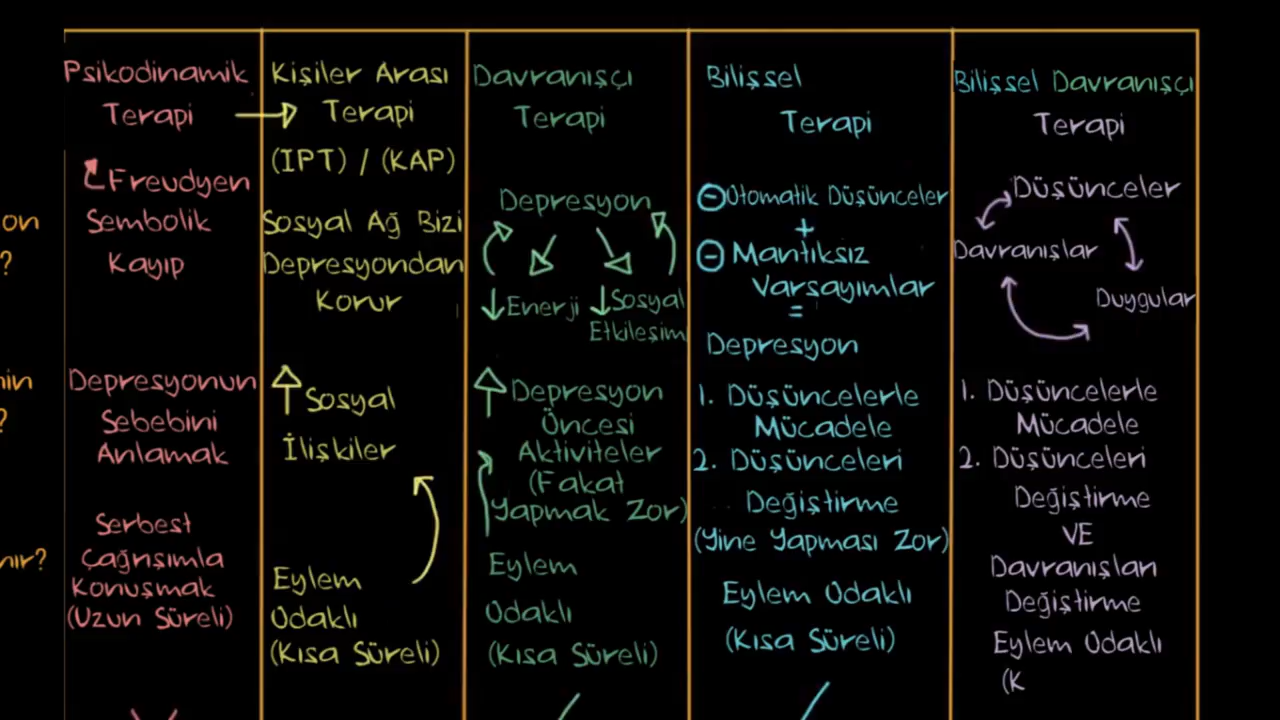 on
?
nin
?
nır?
Psikodinamik
Terapi
Freudyen
Sembolik
Kayıp
Depresyonun
Sebebini
Anlamak
Serbest
Çağrışımla
Konuşmak
(Uzun Süreli)
Kişiler Arası
Terapi
(IPT) / (KAP)
Sosyal Ağ Bizi
Depresyondan
Korur
Sosyal
İlişkiler
Eylem
Odaklı
(Kısa Süreli)
Davranışçı
Terapi
Depresyon
Enerji
Sosyal
Etkileşim
Depresyon
Öncesi
Aktiviteler
(Fakat
Yapmak Zor)
Eylem
Odaklı
(Kısa Süreli)
Bilişsel
Terapi
Otomatik Düşünceler
+
Mantıksız
Varsayımlar
=
Depresyon
1. Düşüncelerle
Mücadele
2. Düşünceleri
Değiştirme
(Yine Yapması Zor)
Eylem Odaklı
(Kısa Süreli)
Bilişsel Davranışçı
Terapi
Düşünceler
Davranışlar
Duygular
1. Düşüncelerle
Mücadele
2. Düşünceleri
Değiştirme
VE
Davranışları
Değiştirme
Eylem Odaklı
(K